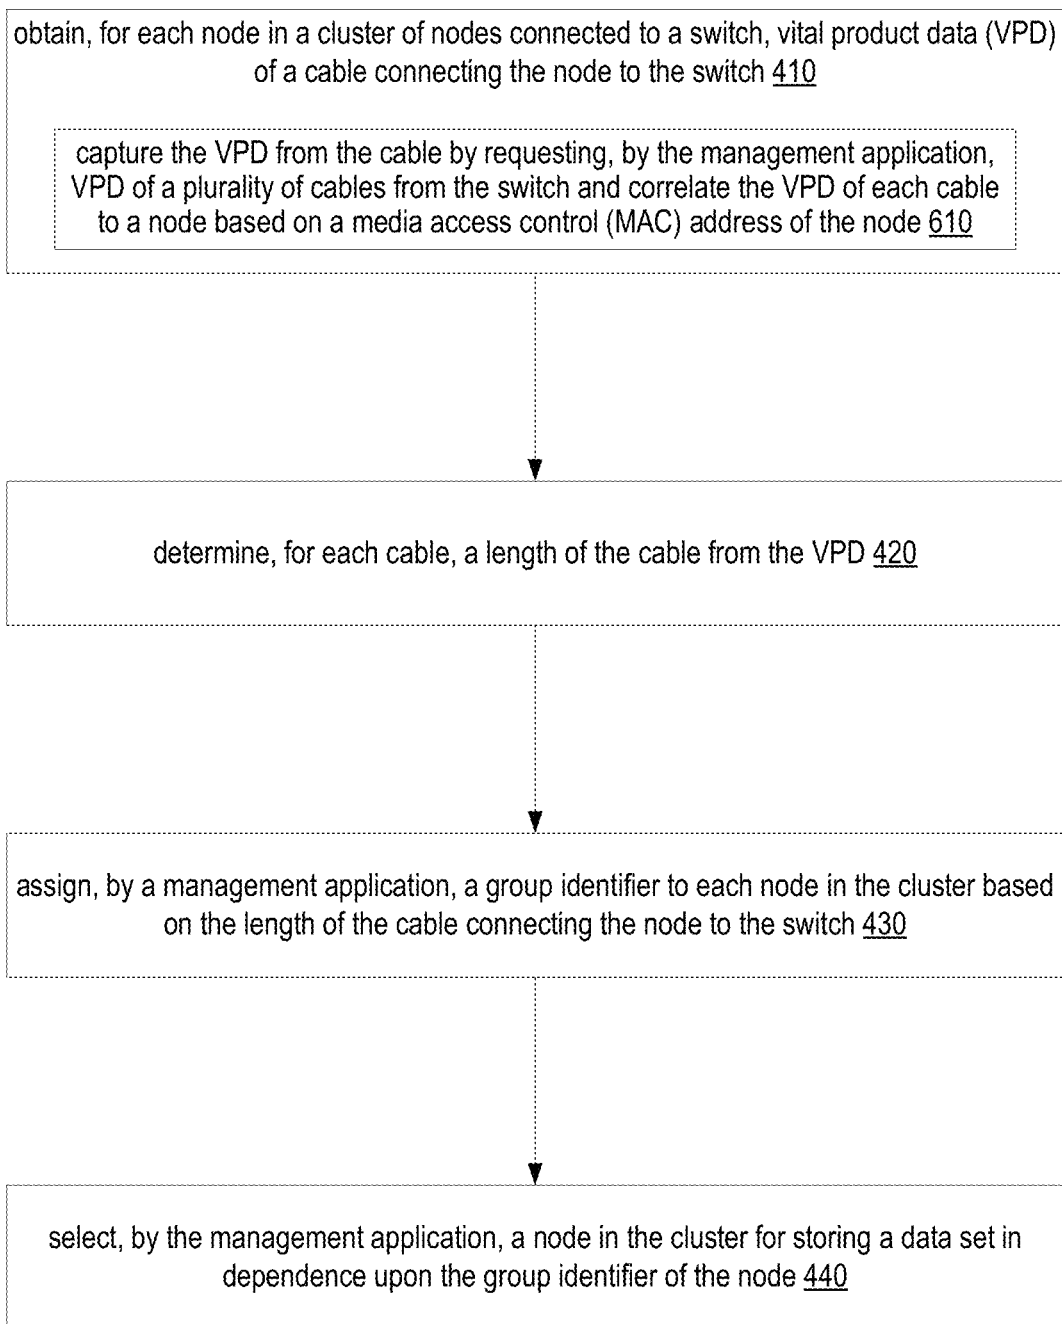 obtain, for each node in a cluster of nodes connected to a switch, vital product data (VPD)
of a cable connecting the node to the switch 410
capture the VPD from the cable by requesting, by the management application,
VPD of a plurality of cables from the switch and correlate the VPD of each cable
to a node based on a media access control (MAC) address of the node 610
determine, for each cable, a length of the cable from the VPD 420
assign, by a management application, a group identifier to each node in the cluster based
on the length of the cable connecting the node to the switch 430
select, by the management application, a node in the cluster for storing a data set in
dependence upon the group identifier of the node 440